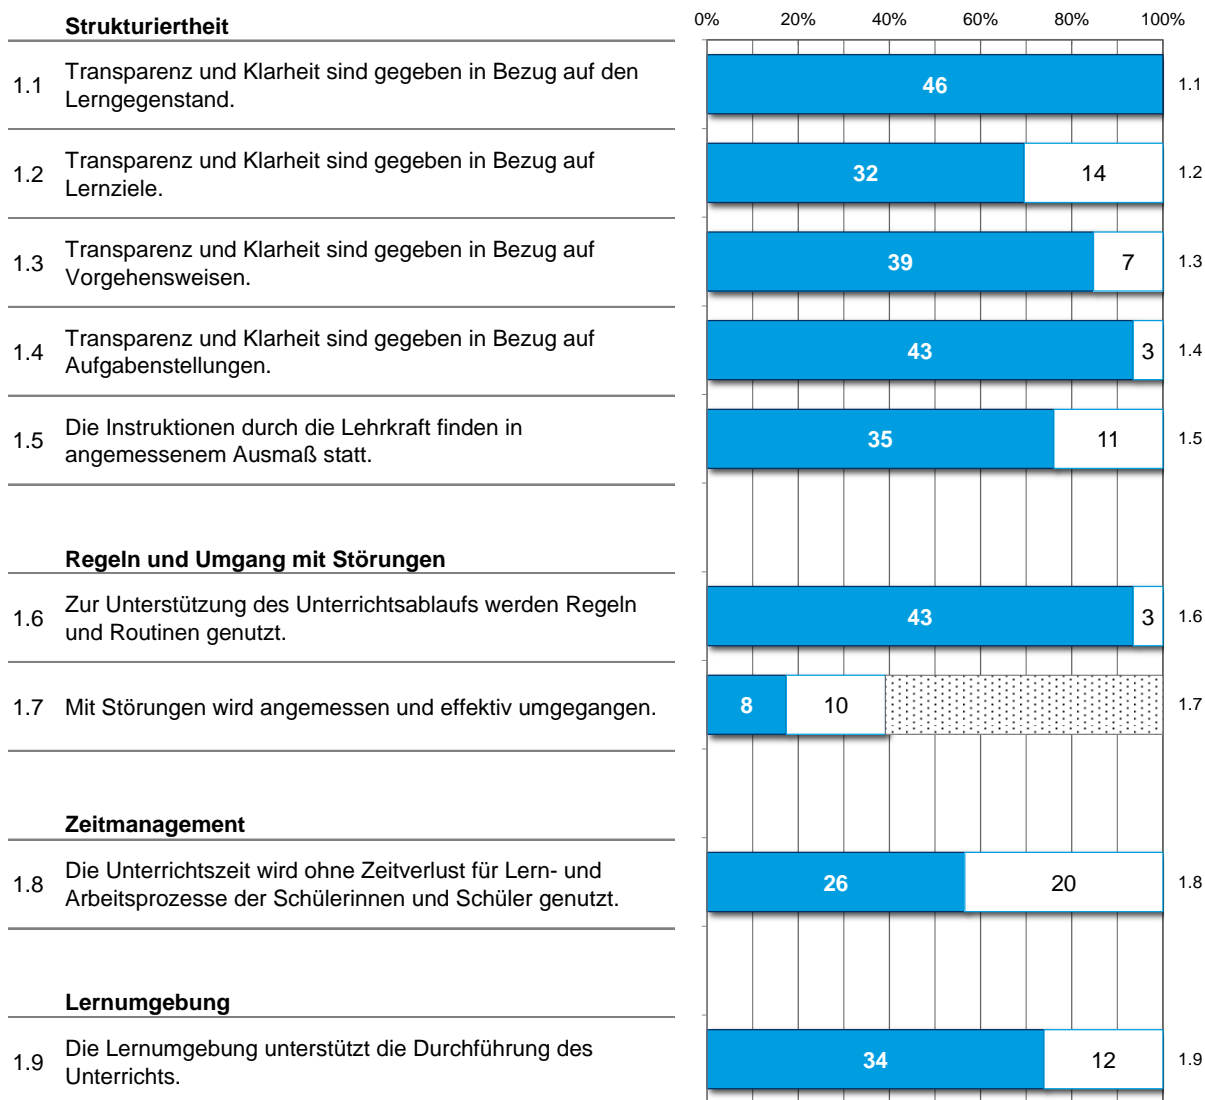 Strukturiertheit
0% 20% 40% 60% 80% 100%
1.1 Transparenz und Klarheit sind gegeben in Bezug auf den
Lerngegenstand.
46 1.1
1.2 Transparenz und Klarheit sind gegeben in Bezug auf
Lernziele.
32 14 1.2
1.3 Transparenz und Klarheit sind gegeben in Bezug auf
Vorgehensweisen.
39 7 1.3
1.4 Transparenz und Klarheit sind gegeben in Bezug auf
Aufgabenstellungen.
43 3 1.4
1.5 Die Instruktionen durch die Lehrkraft finden in
angemessenem Ausmaß statt.
35 11 1.5
Regeln und Umgang mit Störungen
1.6 Zur Unterstützung des Unterrichtsablaufs werden Regeln
und Routinen genutzt.
43 3 1.6
1.7 Mit Störungen wird angemessen und effektiv umgegangen.
8 10 1.7
Zeitmanagement
1.8 Die Unterrichtszeit wird ohne Zeitverlust für Lern- und
Arbeitsprozesse der Schülerinnen und Schüler genutzt.
26 20 1.8
Lernumgebung
1.9 Die Lernumgebung unterstützt die Durchführung des
Unterrichts.
34 12 1.9